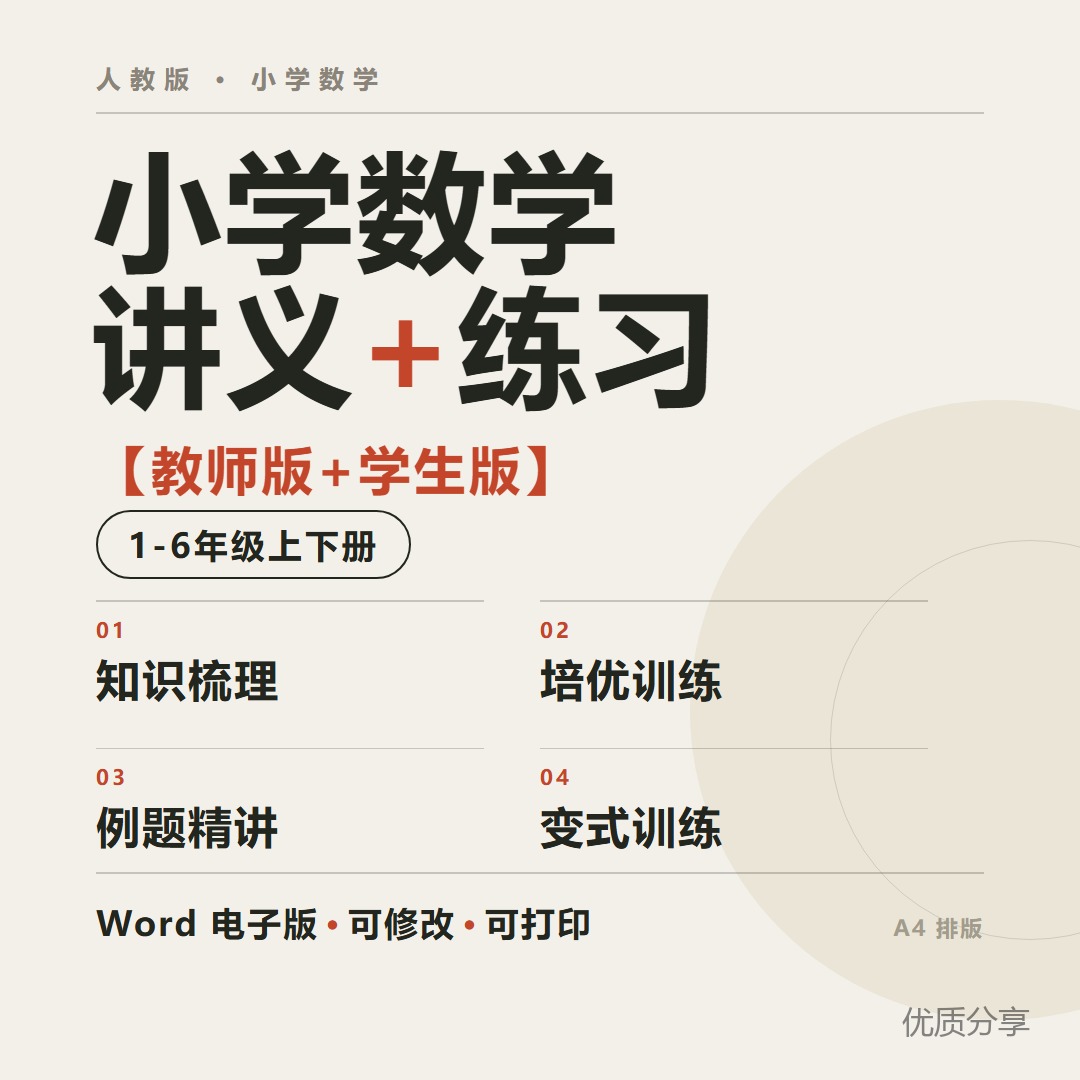 人教版 • 小学数学
小学数学
讲义+练习
【教师版+学生版】
1-6年级上下册
01
知识梳理
02
培优训练
03
例题精讲
04
变式训练
Word 电子版•可修改•可打印
A4 排版
优质分享